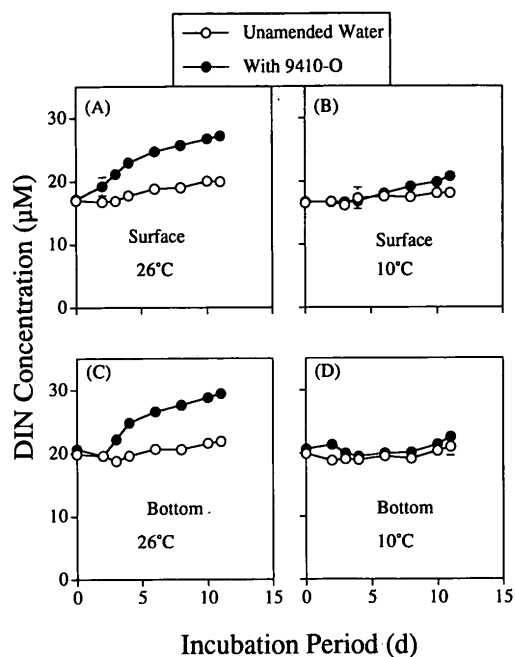 Unamended Water
With 9410-O
DIN Concentration (µM)
30
20
10
0
(A)
Surface
26°C
(B)
Surface
10°C
30
20
10
0
(C)
Bottom
26°C
(D)
Bottom
10°C
0 5 10 0 5 10 15
Incubation Period (d)